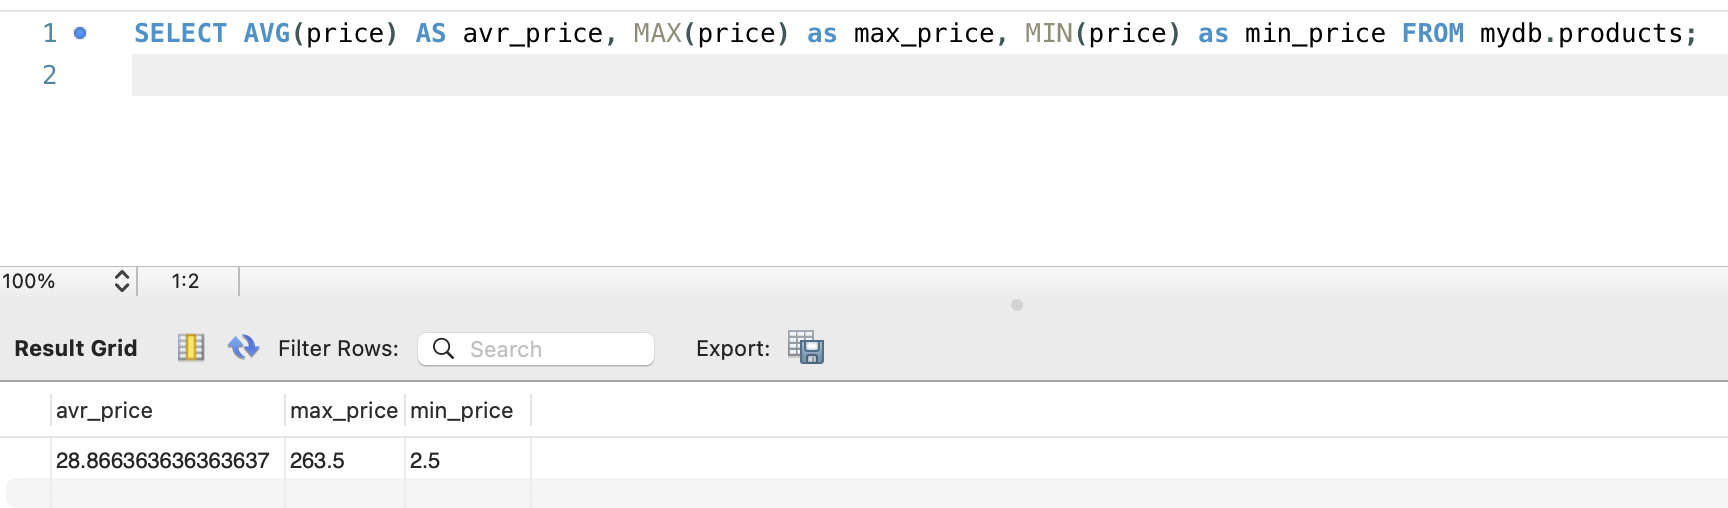 1 SELECT AVG(price) AS avr_price, MAX(price) as max_price, MIN(price) as min_price FROM mydb.products;
2
100% 1:2
Result Grid Filter Rows: Search Export:
avr_price max_price min_price
28.866363636363637 263.5 2.5